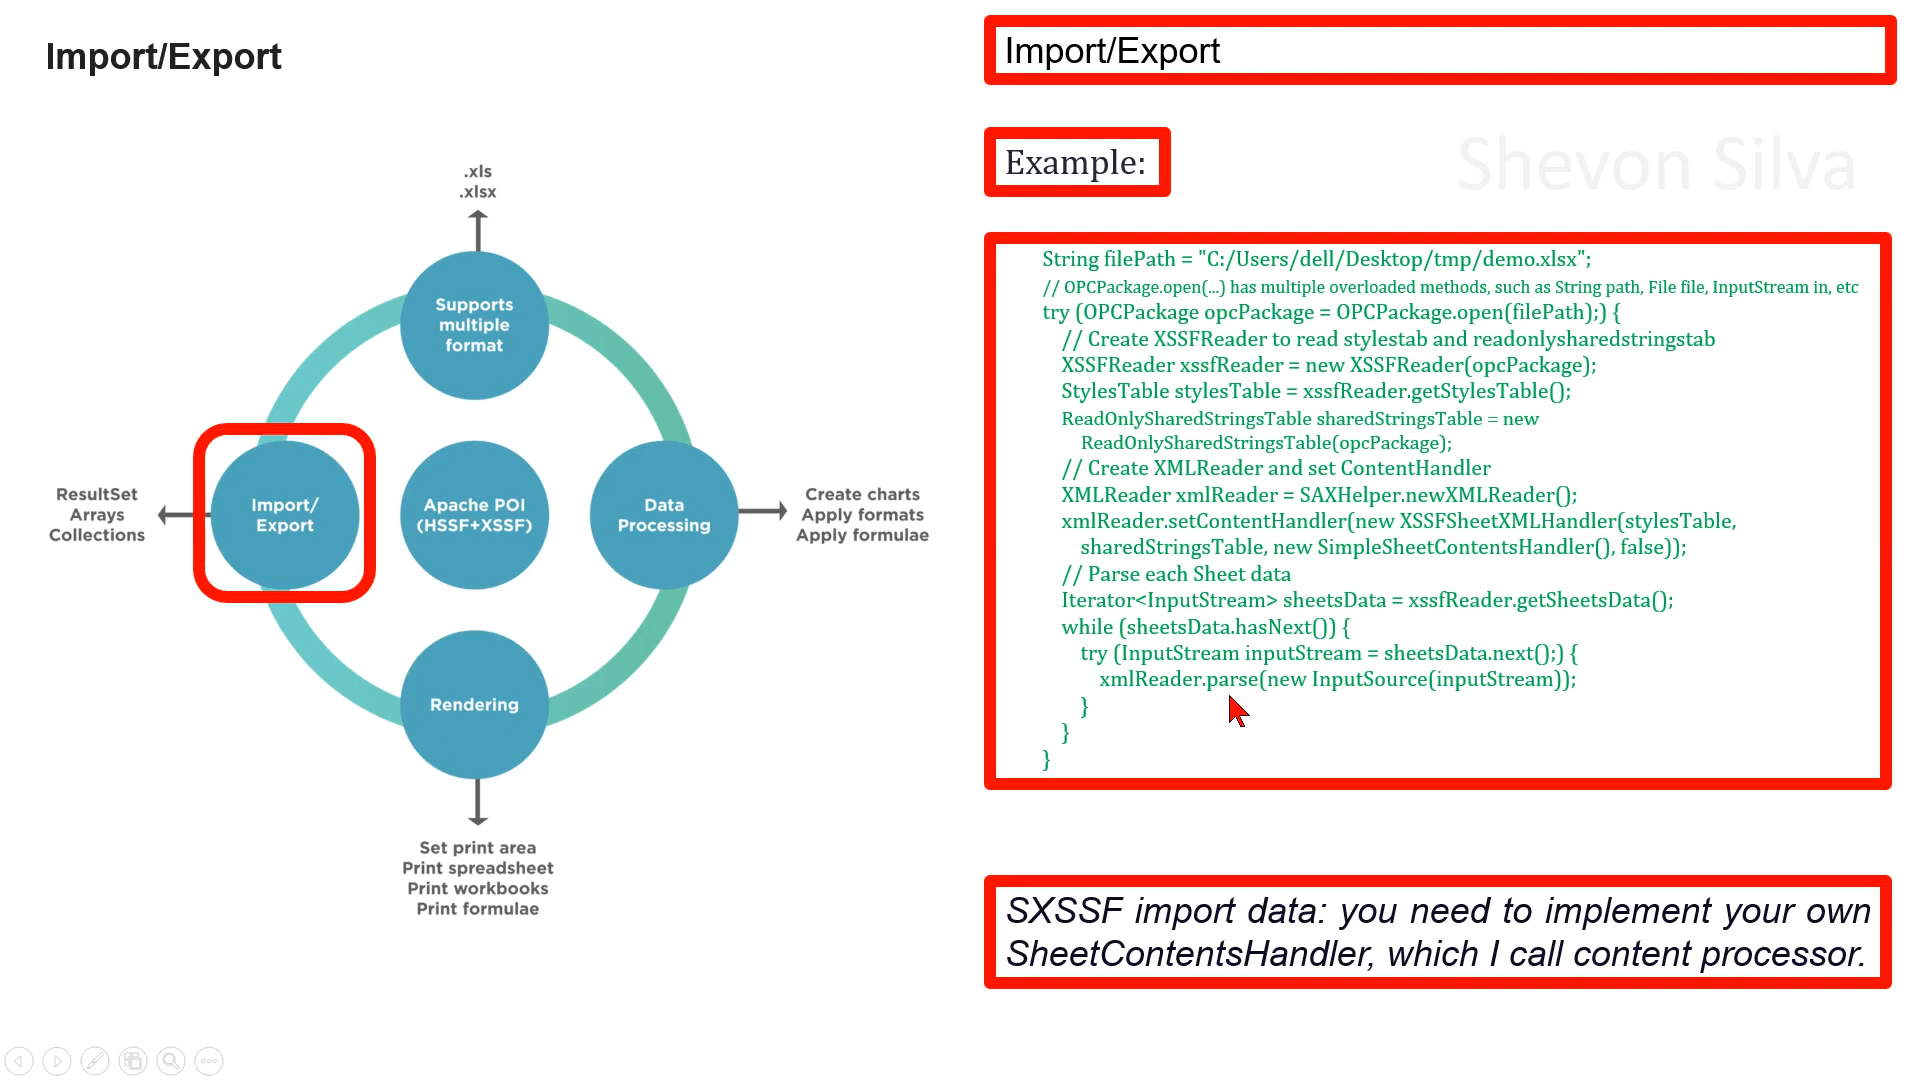 Import/Export
.xls
.xlsx
Supports
multiple
format
ResultSet
Arrays
Collections
Import/
Export
Apache POI
(HSSF+XSSF)
Data
Processing
Create charts
Apply formats
Apply formulae
Rendering
Set print area
Print spreadsheet
Print workbooks
Print formulae
Import/Export
Example:
Shevon Silva
String filePath = "C:/Users/dell/Desktop/tmp/demo.xlsx";
// OPCPackage.open(...) has multiple overloaded methods, such as String path, File file, InputStream in, etc
try (OPCPackage opcPackage = OPCPackage.open(filePath);) {
// Create XSSFReader to read stylestab and readonlysharedstringstab
XSSFReader xssfReader = new XSSFReader(opcPackage);
StylesTable stylesTable = xssfReader.getStylesTable();
ReadOnlySharedStringsTable sharedStringsTable = new
ReadOnlySharedStringsTable(opcPackage);
// Create XMLReader and set ContentHandler
XMLReader xmlReader = SAXHelper.newXMLReader();
xmlReader.setContentHandler(new XSSFSheetXMLHandler(stylesTable,
sharedStringsTable, new SimpleSheetContentsHandler(), false));
// Parse each Sheet data
Iterator<InputStream> sheetsData = xssfReader.getSheetsData();
while (sheetsData.hasNext()) {
try (InputStream inputStream = sheetsData.next();) {
xmlReader.parse(new InputSource(inputStream));
}
}
}
SXSSF import data: you need to implement your own
SheetContentsHandler, which I call content processor.